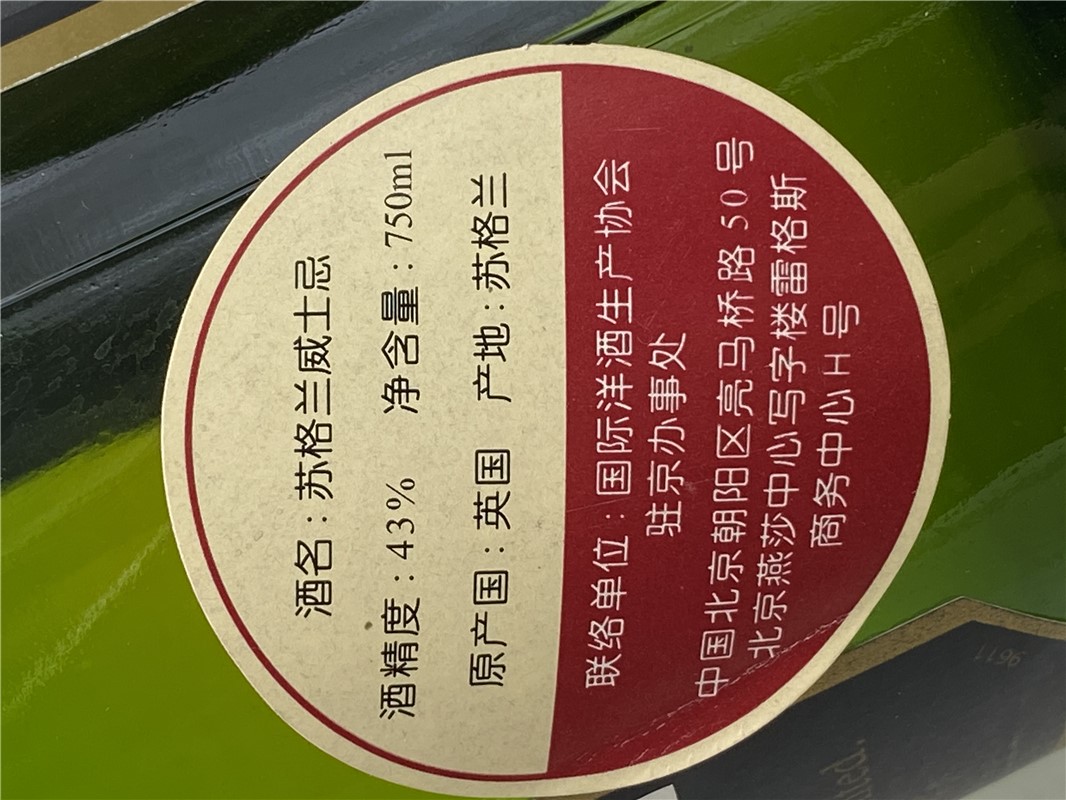 酒名：苏格兰威士忌
酒精度：43% 净含量：750ml
原产国：英国 产地：苏格兰
联络单位：国际洋酒生产协会
驻京办事处
中国北京朝阳区亮马桥路50号
北京燕莎中心写字楼雷格斯
商务中心H号
9611